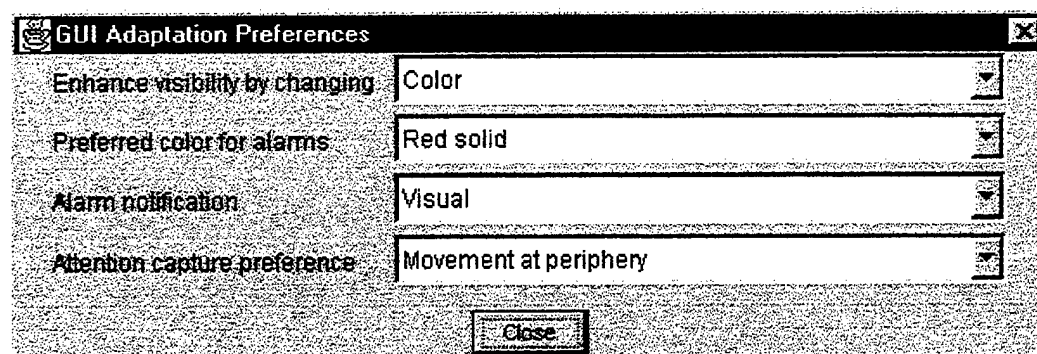 GUI Adaptation Preferences
Enhance visibility by changing Color
Preferred color for alarms Red solid
Alarm notification Visual
Attention capture preference Movement at periphery
Close